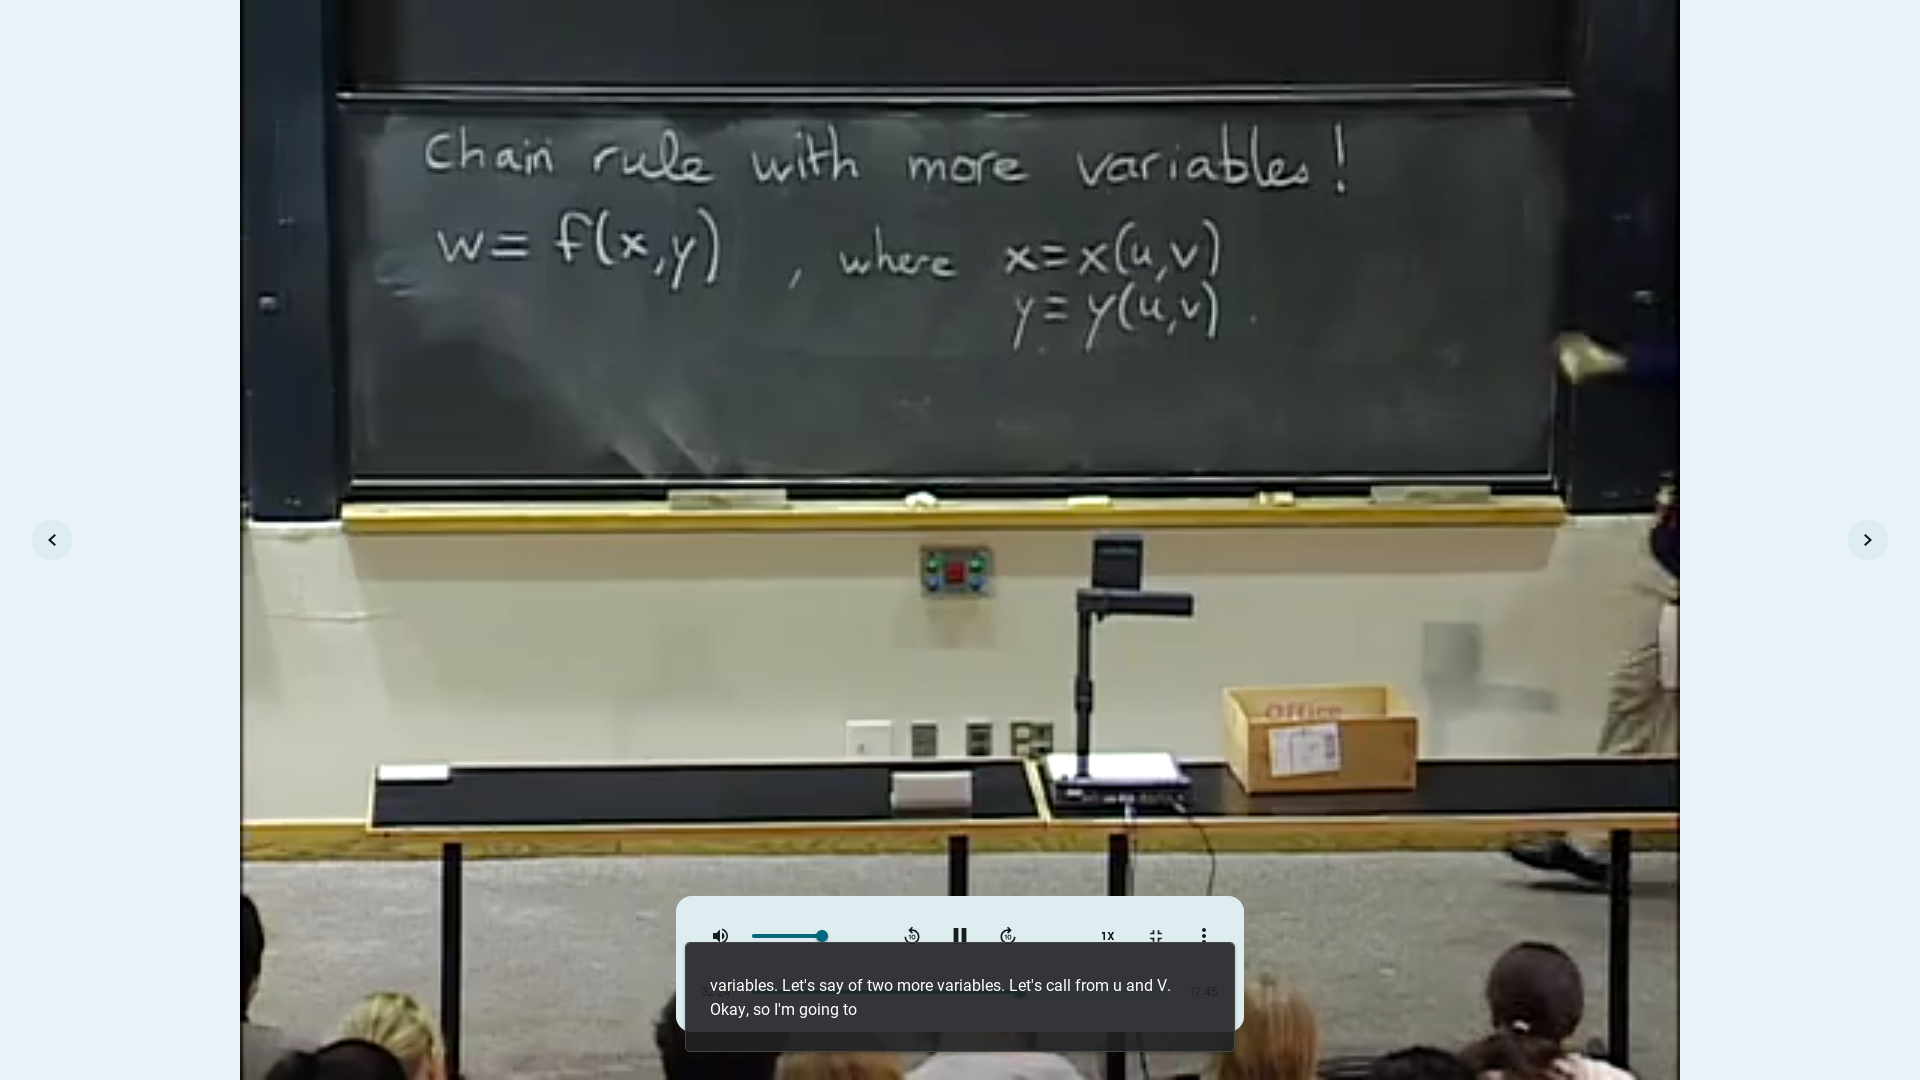 Chain rule with more variables!
w = f(x,y) , where x = x(u,v)
y = y(u,v) .
Office
1X
17:45
variables. Let's say of two more variables. Let's call from u and V.
Okay, so I'm going to